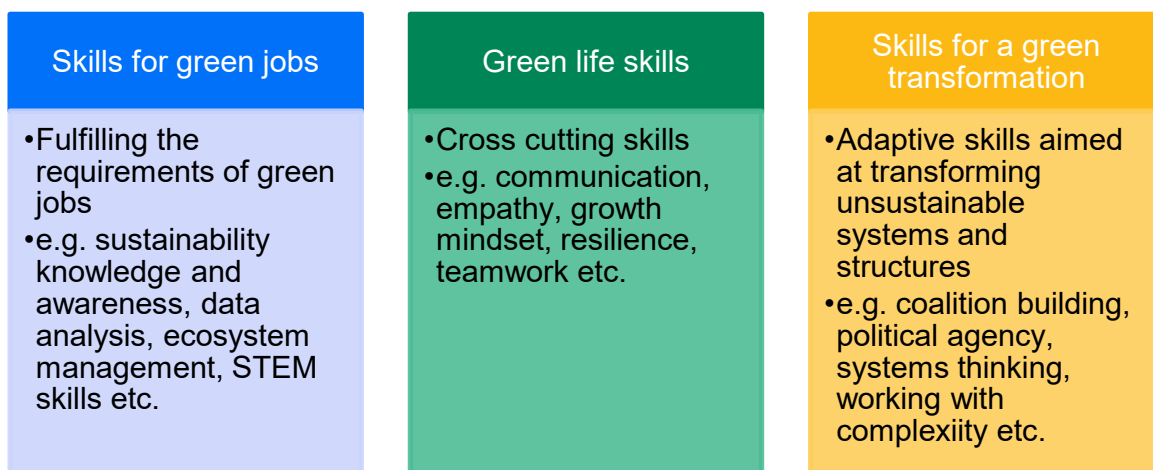 Skills for green jobs
•Fulfilling the
requirements of green
jobs
•e.g. sustainability
knowledge and
awareness, data
analysis, ecosystem
management, STEM
skills etc.
Green life skills
•Cross cutting skills
•e.g. communication,
empathy, growth
mindset, resilience,
teamwork etc.
Skills for a green
transformation
•Adaptive skills aimed
at transforming
unsustainable
systems and
structures
•e.g. coalition building,
political agency,
systems thinking,
working with
complexiity etc.